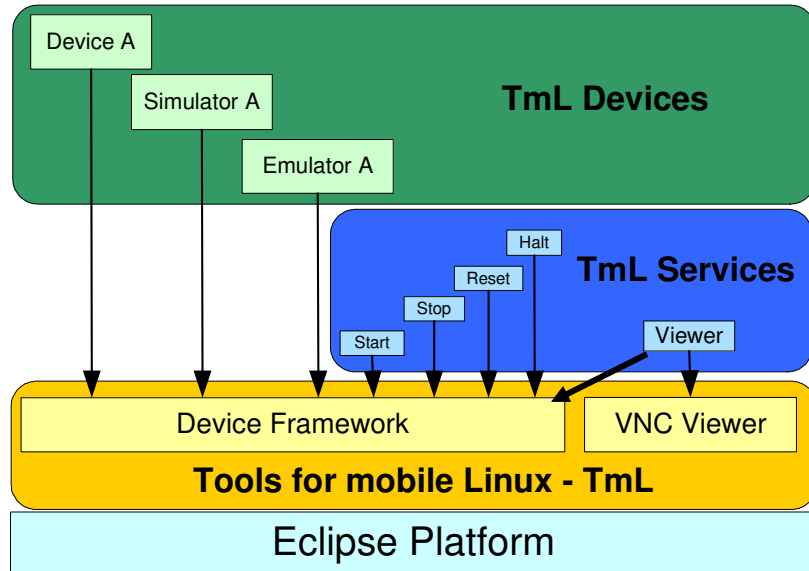 Device A
Simulator A
TmL Devices
Emulator A
Halt
TmL Services
Reset
Stop
Start
Viewer
Device Framework
VNC Viewer
Tools for mobile Linux - TmL
Eclipse Platform